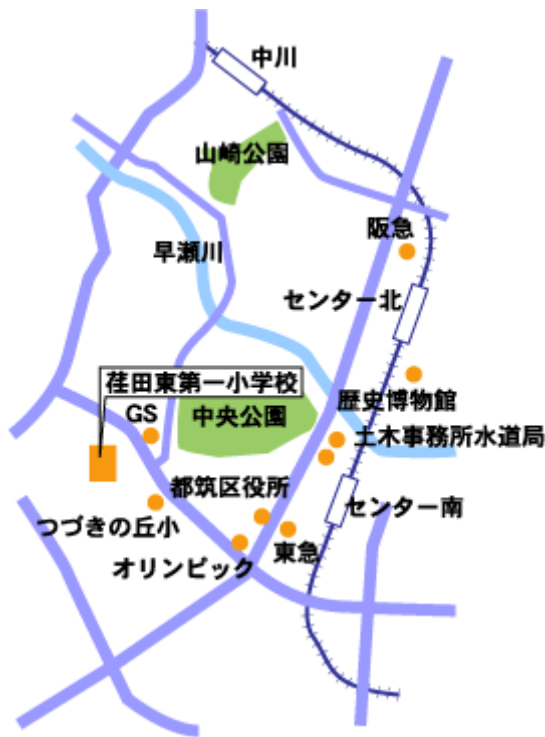 中川
山崎公園
阪急
早瀬川
センター北
荏田東第一小学校
歴史博物館
GS
中央公園
土木事務所水道局
都筑区役所
センター南
つづきの丘小
東急
オリンピック